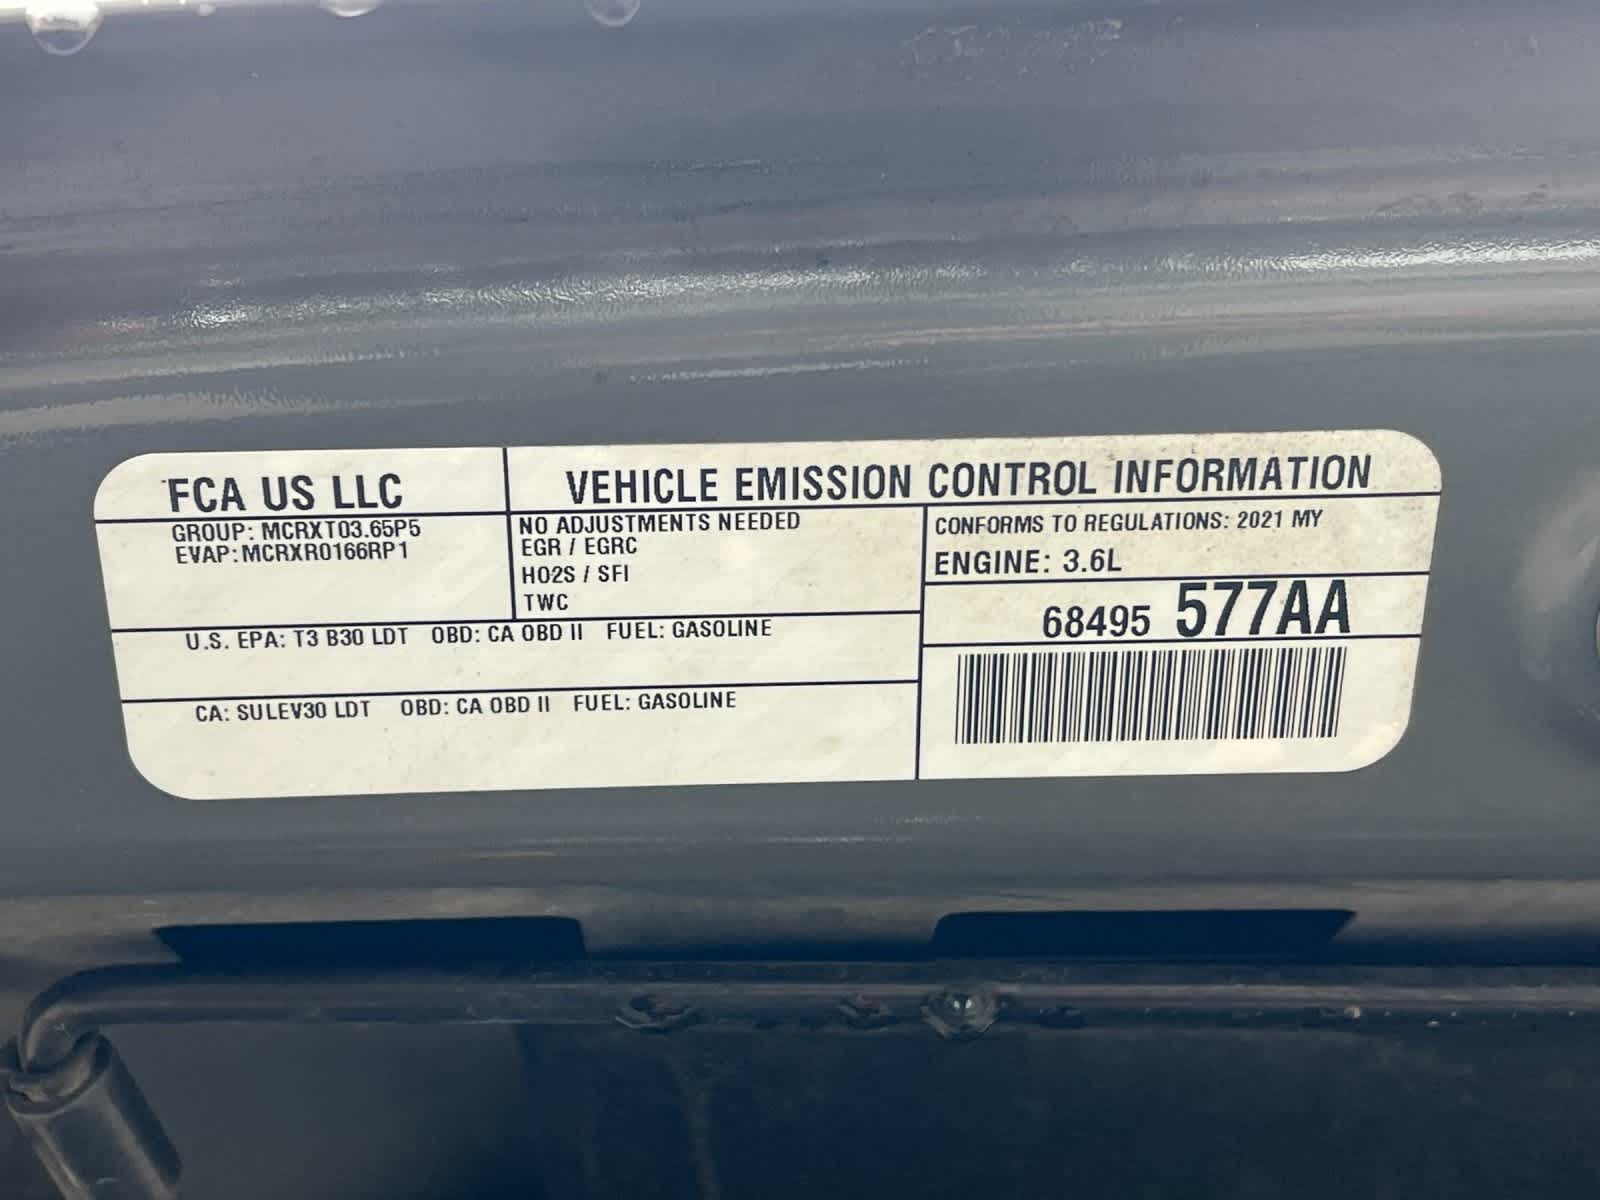 FCA US LLC
GROUP: MCRXT03.65P5
EVAP: MCRXR0166RP1
VEHICLE EMISSION CONTROL INFORMATION
NO ADJUSTMENTS NEEDED
EGR / EGRC
HO2S / SFI
TWC
CONFORMS TO REGULATIONS: 2021 MY
ENGINE: 3.6L
68495 577AA
U.S. EPA: T3 B30 LDT OBD: CA OBD II FUEL: GASOLINE
CA: SULEV30 LDT OBD: CA OBD II FUEL: GASOLINE